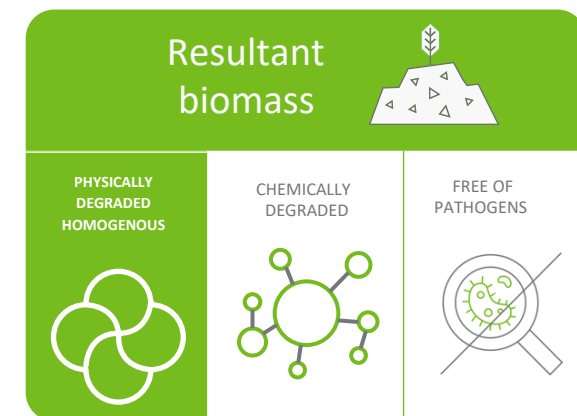 Resultant
biomass
PHYSICALLY
DEGRADED
HOMOGENOUS
CHEMICALLY
DEGRADED
FREE OF
PATHOGENS